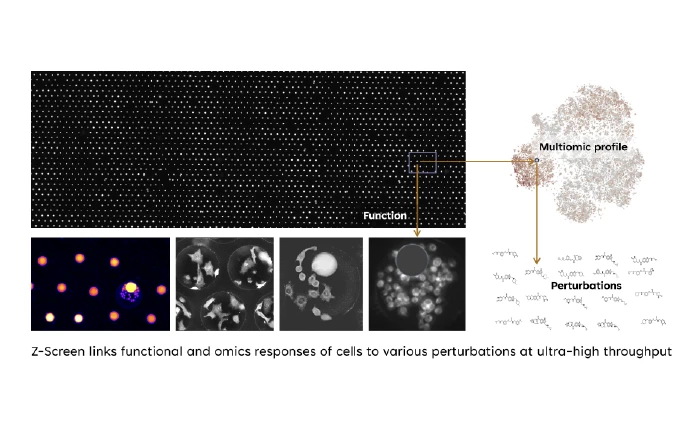 Multiomic profile
Function
Perturbations
Z-Screen links functional and omics responses of cells to various perturbations at ultra-high throughput